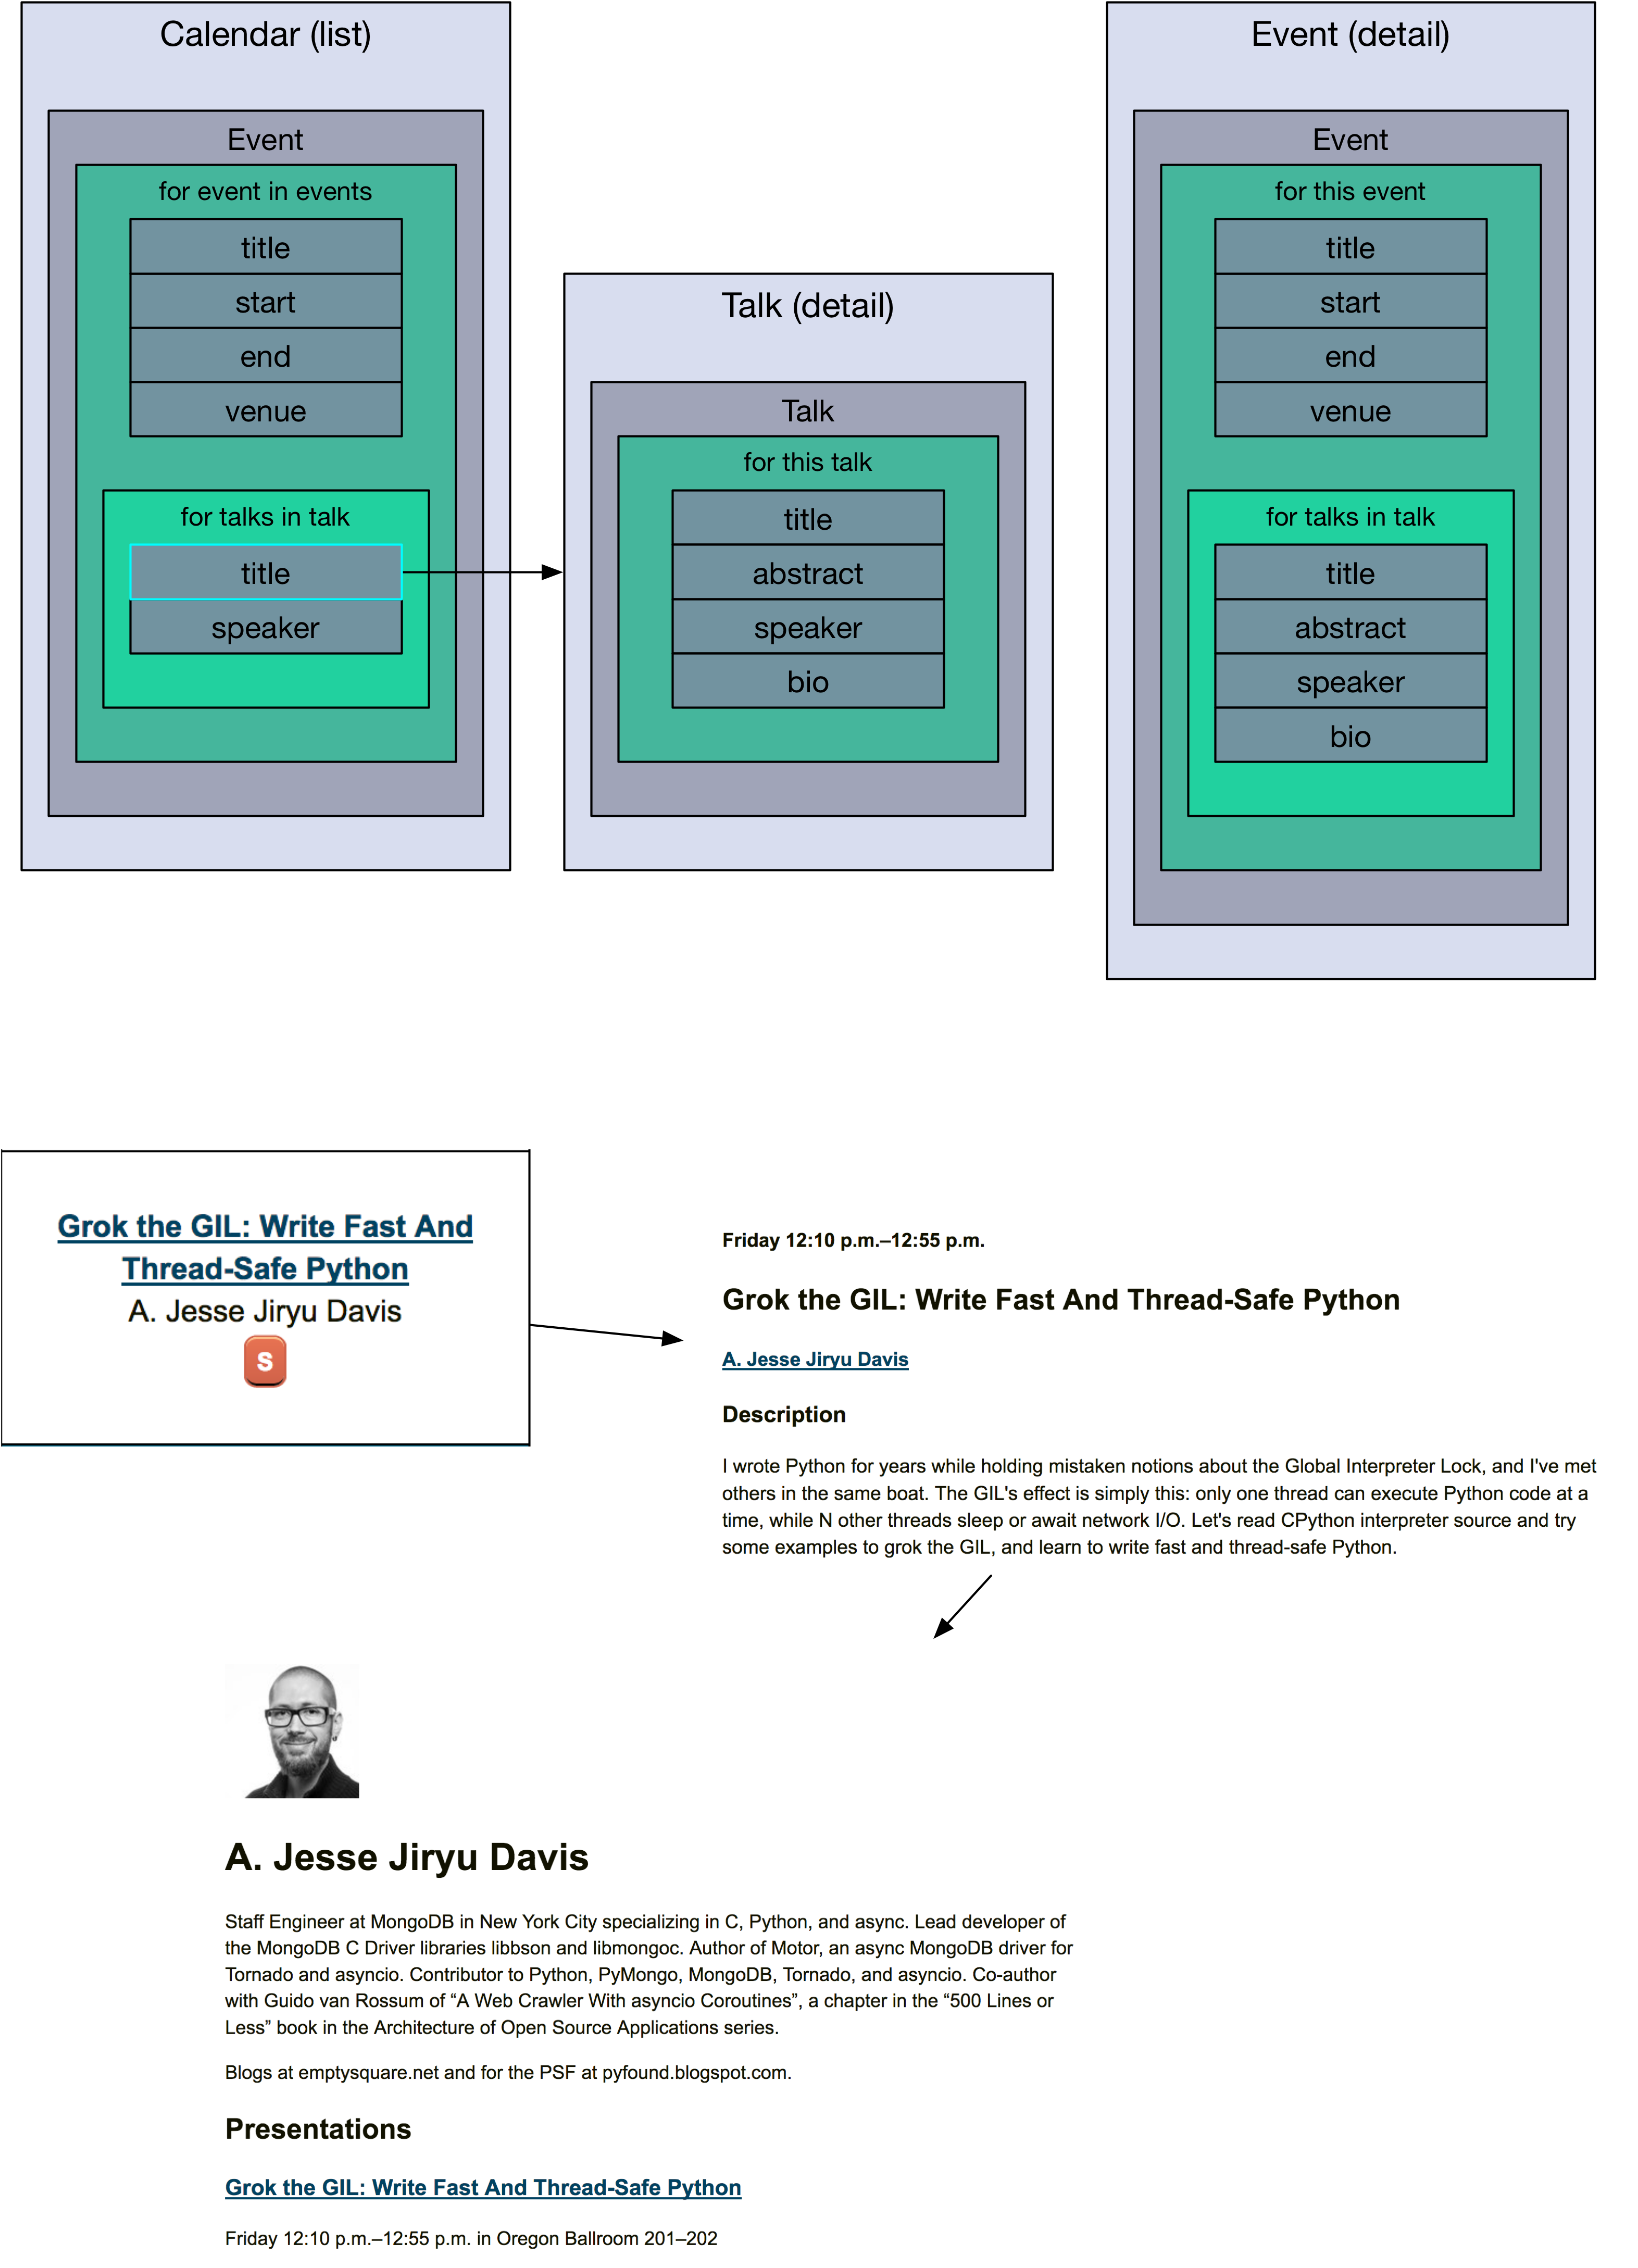 Calendar (list)
Event
for event in events
title
start
end
venue
for talks in talk
title
speaker
Talk (detail)
Talk
for this talk
title
abstract
speaker
bio
Event (detail)
Event
for this event
title
start
end
venue
for talks in talk
title
abstract
speaker
bio
Grok the GIL: Write Fast And
Thread-Safe Python
A. Jesse Jiryu Davis
S
Friday 12:10 p.m.–12:55 p.m.
Grok the GIL: Write Fast And Thread-Safe Python
A. Jesse Jiryu Davis
Description
I wrote Python for years while holding mistaken notions about the Global Interpreter Lock, and I've met
others in the same boat. The GIL's effect is simply this: only one thread can execute Python code at a
time, while N other threads sleep or await network I/O. Let's read CPython interpreter source and try
some examples to grok the GIL, and learn to write fast and thread-safe Python.
A. Jesse Jiryu Davis
Staff Engineer at MongoDB in New York City specializing in C, Python, and async. Lead developer of
the MongoDB C Driver libraries libbson and libmongoc. Author of Motor, an async MongoDB driver for
Tornado and asyncio. Contributor to Python, PyMongo, MongoDB, Tornado, and asyncio. Co-author
with Guido van Rossum of “A Web Crawler With asyncio Coroutines”, a chapter in the “500 Lines or
Less” book in the Architecture of Open Source Applications series.
Blogs at emptysquare.net and for the PSF at pyfound.blogspot.com.
Presentations
Grok the GIL: Write Fast And Thread-Safe Python
Friday 12:10 p.m.–12:55 p.m. in Oregon Ballroom 201–202